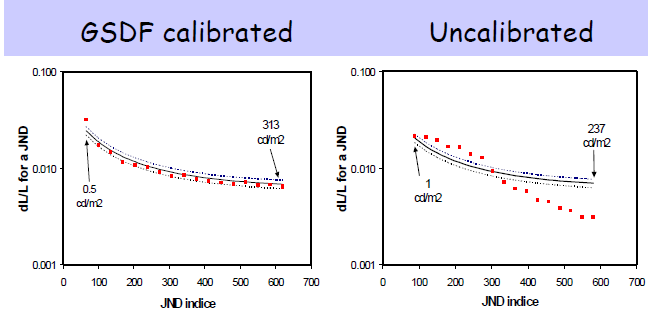 GSDF calibrated
Uncalibrated
0.100
0.010
0.001
dL/L for a JND
313
cd/m2
0.5
cd/m2
0 100 200 300 400 500 600 700
JND indice
0.100
0.010
0.001
dL/L for a JND
237
cd/m2
1
cd/m2
0 100 200 300 400 500 600 700
JND indice